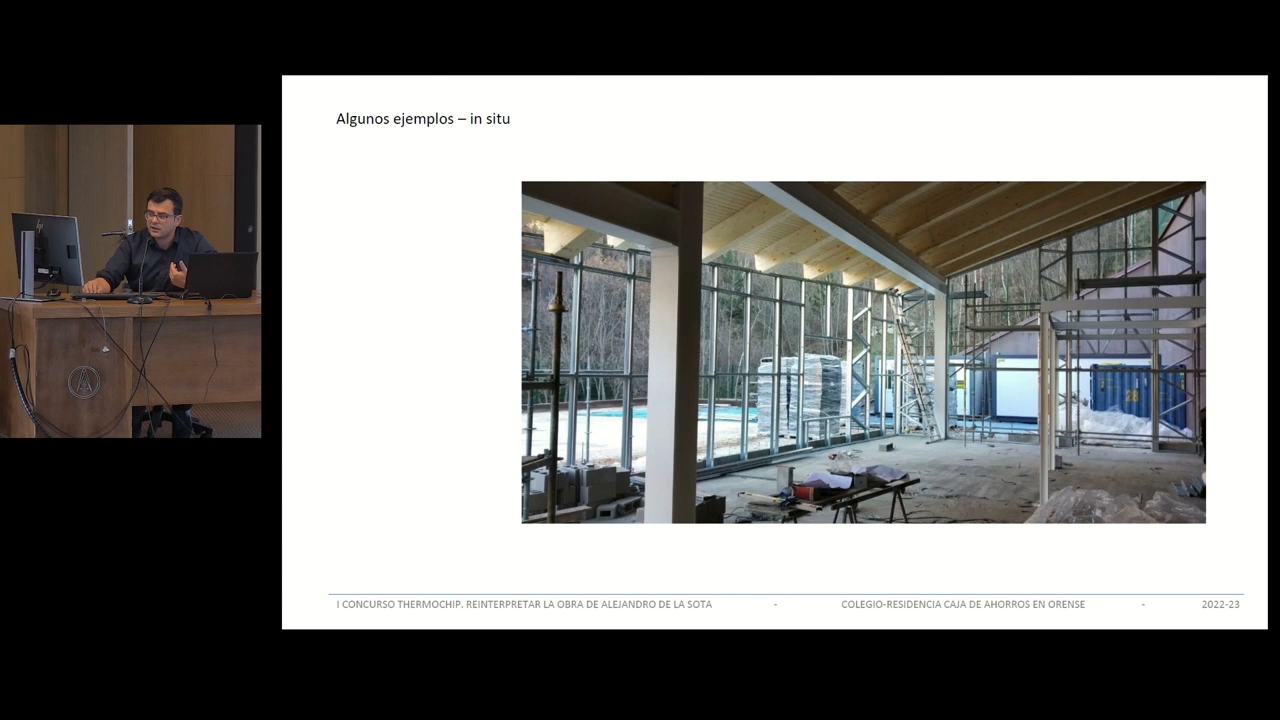 Algunos ejemplos – in situ
28
I CONCURSO THERMOCHIP. REINTERPRETAR LA OBRA DE ALEJANDRO DE LA SOTA - COLEGIO-RESIDENCIA CAJA DE AHORROS EN ORENSE - 2022-23